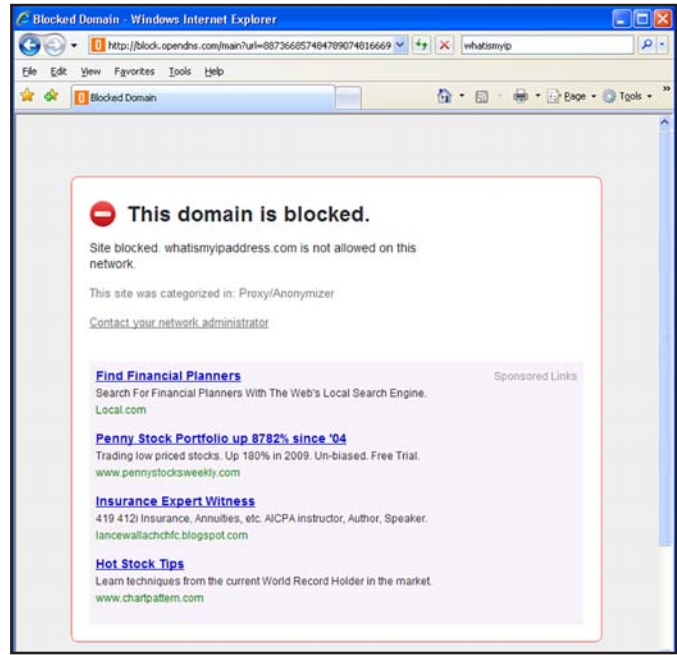 Blocked Domain - Windows Internet Explorer
http://block.opendns.com/main?url=88736685748478907481 6669 whatismyip
File Edit View Favorites Tools Help
Blocked Domain Page Tools
This domain is blocked.
Site blocked. whatismyipaddress.com is not allowed on this
network.
This site was categorized in: Proxy/Anonymizer
Contact your network administrator
Find Financial Planners Sponsored Links
Search For Financial Planners With The Web's Local Search Engine.
Local.com
Penny Stock Portfolio up 8782% since '04
Trading low priced stocks. Up 180% in 2009. Un-biased. Free Trial.
www.pennystocksweekly.com
Insurance Expert Witness
419 412i Insurance, Annuities, etc. AICPA instructor, Author, Speaker.
lancewallachchfc.blogspot.com
Hot Stock Tips
Learn techniques from the current World Record Holder in the market.
www.chartpattern.com